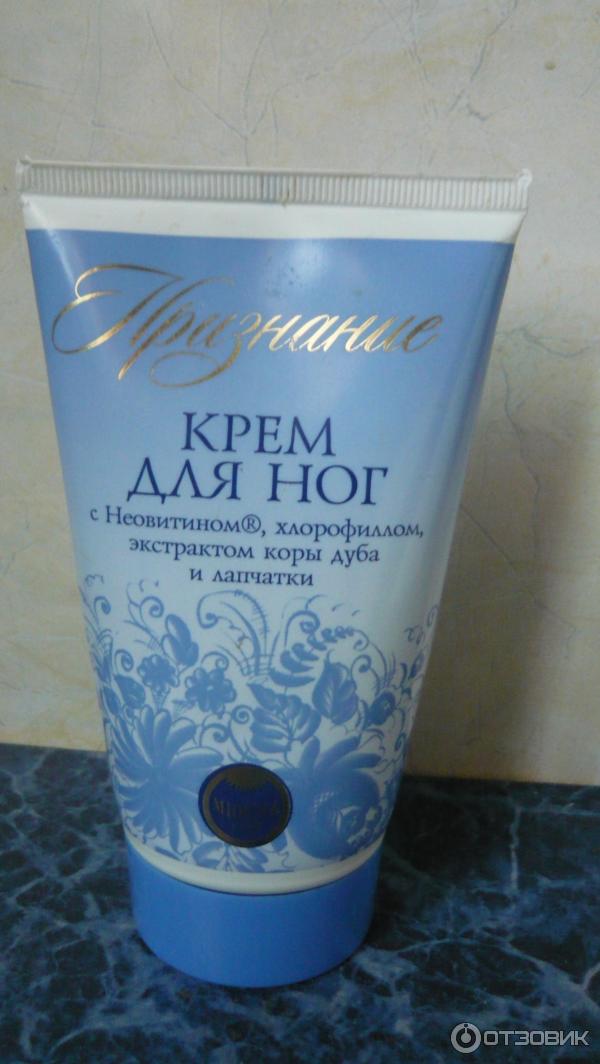 Признание
КРЕМ
ДЛЯ НОГ
с Неовитином®, хлорофиллом,
экстрактом коры дуба
и лапчатки
ОТЗОВИК